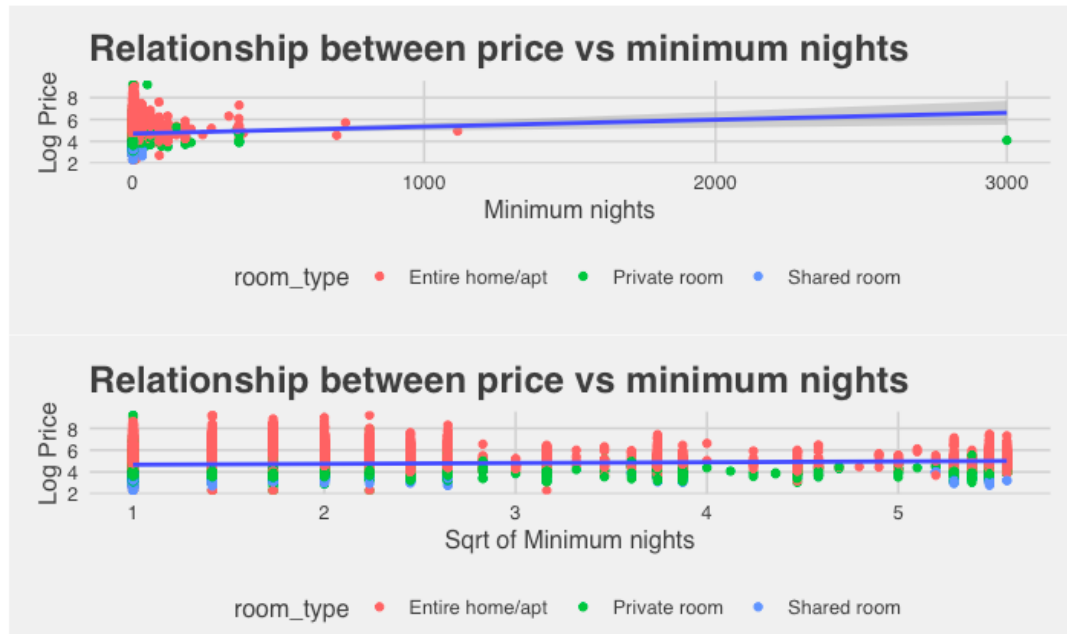 Relationship between price vs minimum nights
Log Price
8
6
4
2
0 1000 2000 3000
Minimum nights
room_type Entire home/apt Private room Shared room
Relationship between price vs minimum nights
Log Price
8
6
4
2
1 2 3 4 5
Sqrt of Minimum nights
room_type Entire home/apt Private room Shared room